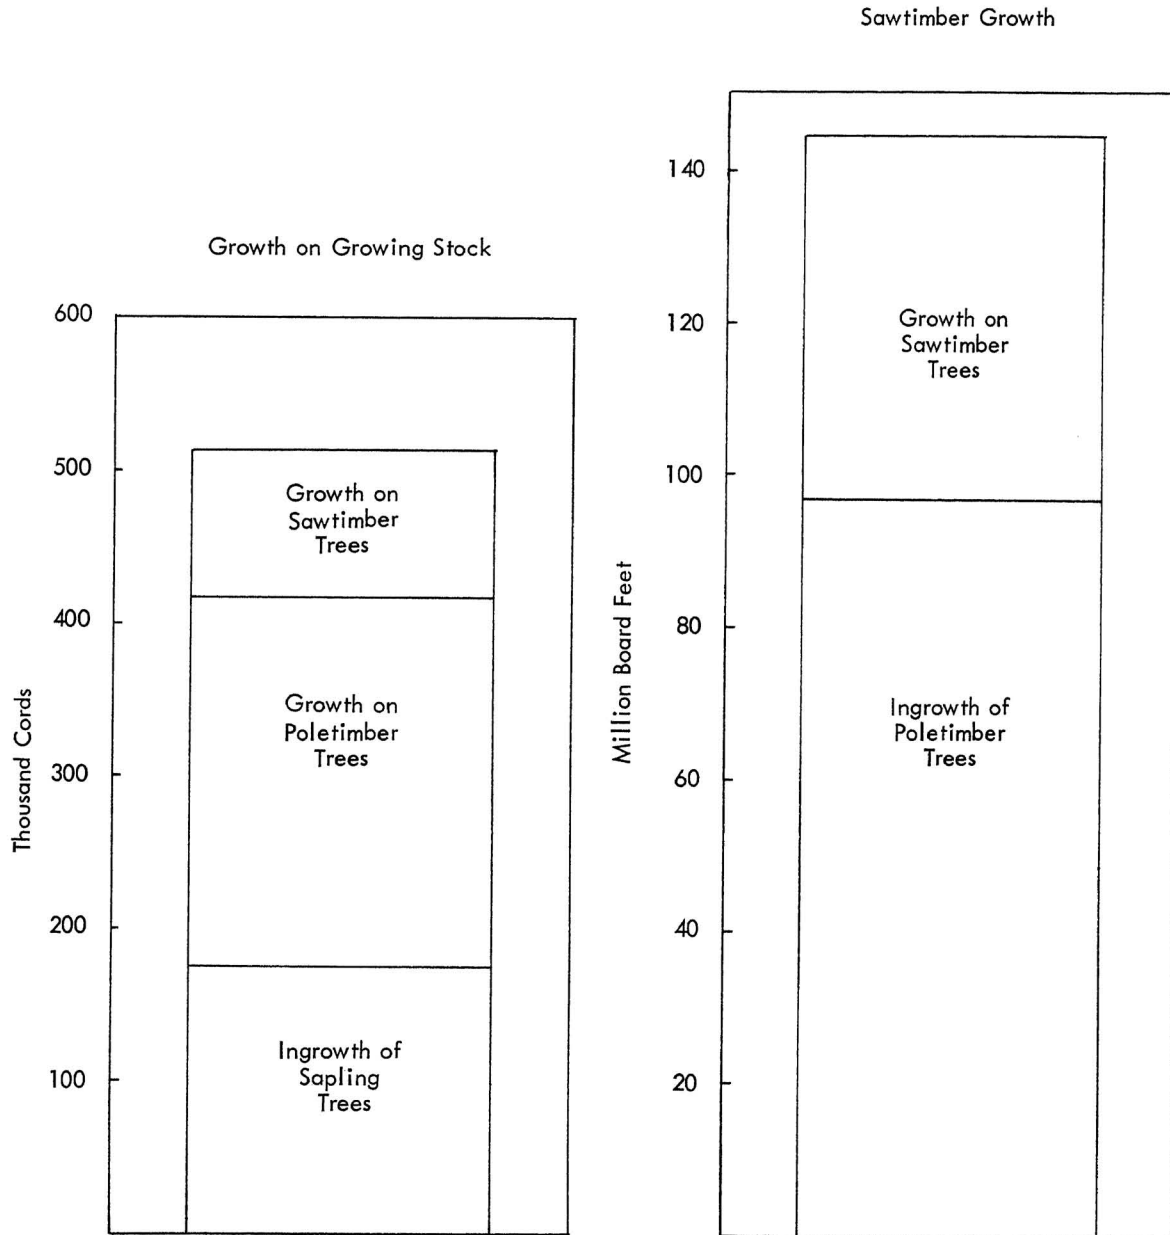 Growth on Growing Stock
600
500
400
300
200
100
Thousand Cords
Growth on
Sawtimber
Trees
Growth on
Poletimber
Trees
Ingrowth of
Sapling
Trees
Sawtimber Growth
140
120
100
80
60
40
20
Million Board Feet
Growth on
Sawtimber
Trees
Ingrowth of
Poletimber
Trees